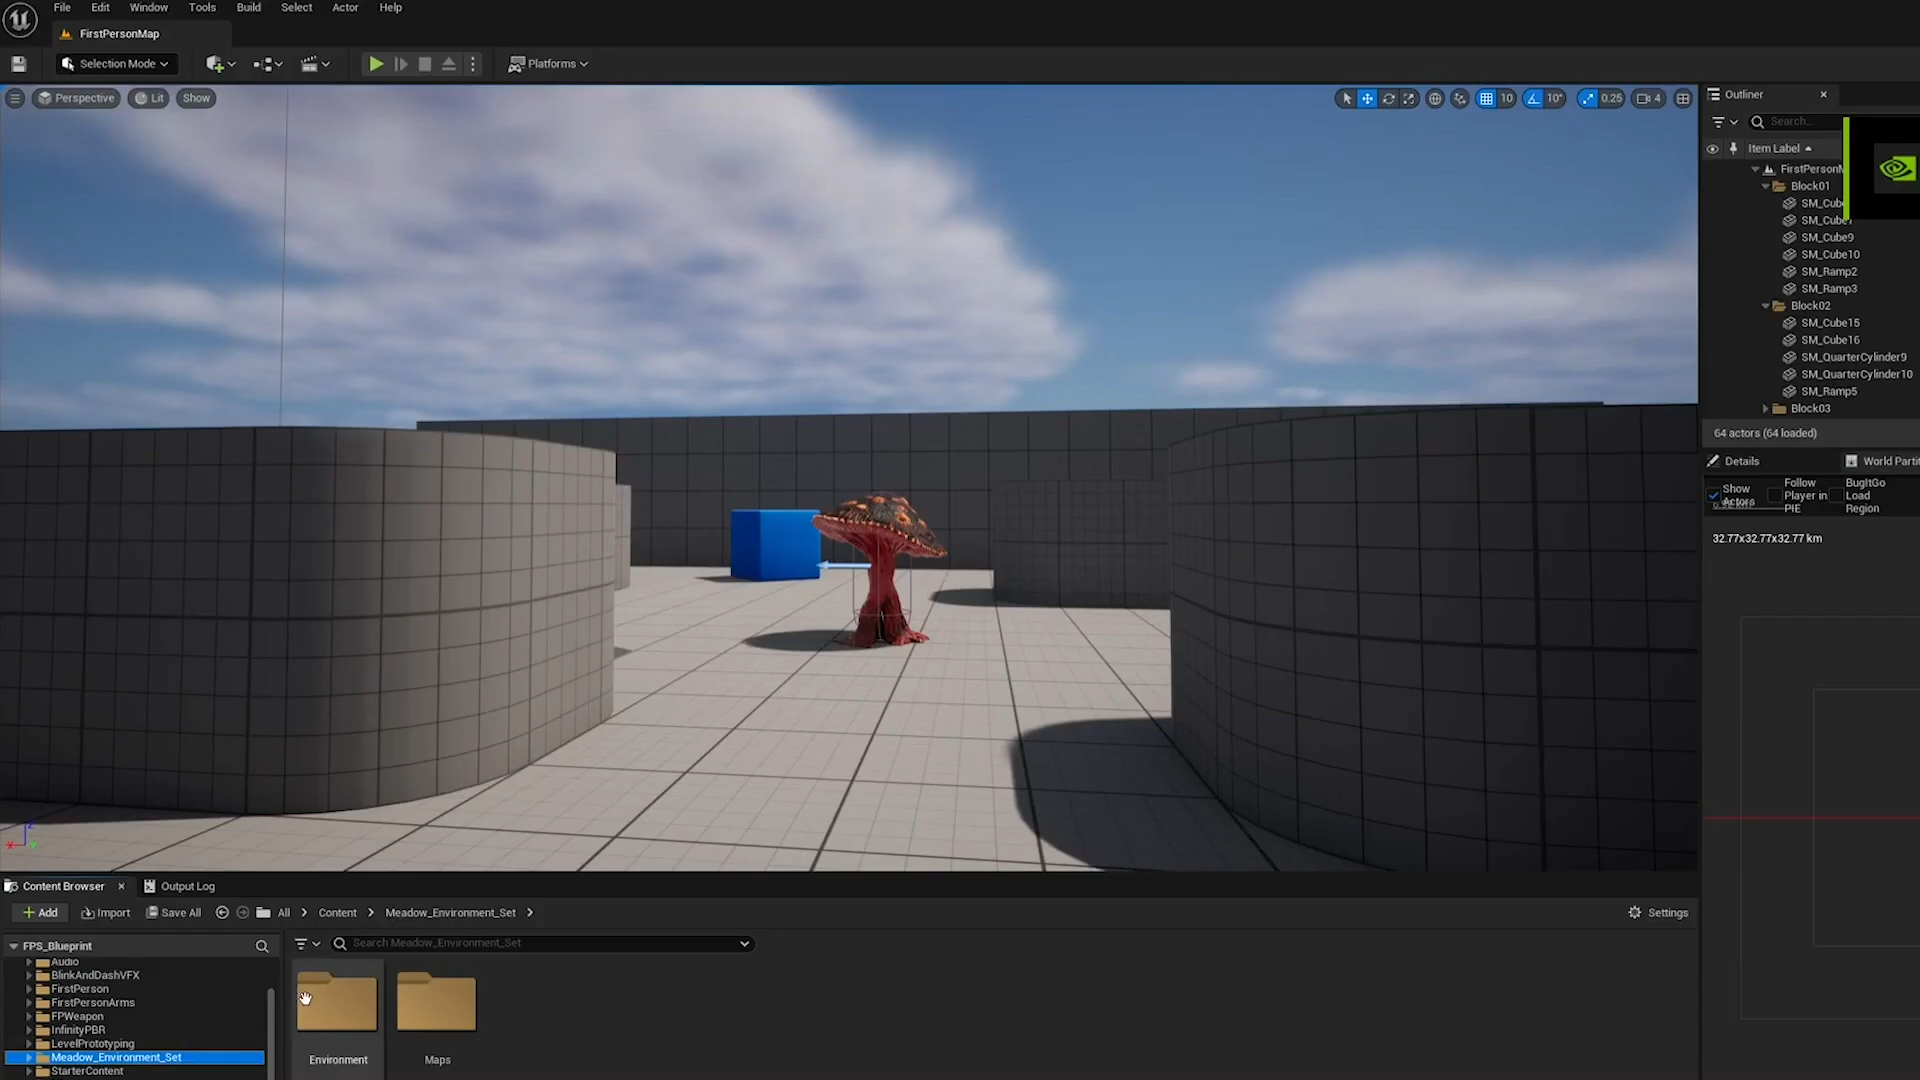 File Edit Window Tools Build Select Actor Help
FirstPersonMap
Selection Mode
Platforms
Perspective Lit Show
10 10° 0.25 4
Outliner
Search...
Item Label
FirstPersonM
Block01
SM_Cube
SM_Cube
SM_Cube9
SM_Cube10
SM_Ramp2
SM_Ramp3
Block02
SM_Cube15
SM_Cube16
SM_QuarterCylinder9
SM_QuarterCylinder10
SM_Ramp5
Block03
64 actors (64 loaded)
Details World Parti
Show Actors
Follow Player in PIE
BugItGo Load Region
32.77x32.77x32.77 km
Z
X
Y
Content Browser Output Log
Add Import Save All All Content Meadow_Environment_Set Settings
FPS_Blueprint
Search Meadow_Environment_Set
Audio
BlinkAndDashVFX
FirstPerson
FirstPersonArms
FPWeapon
InfinityPBR
LevelPrototyping
Meadow_Environment_Set
StarterContent
Environment
Maps